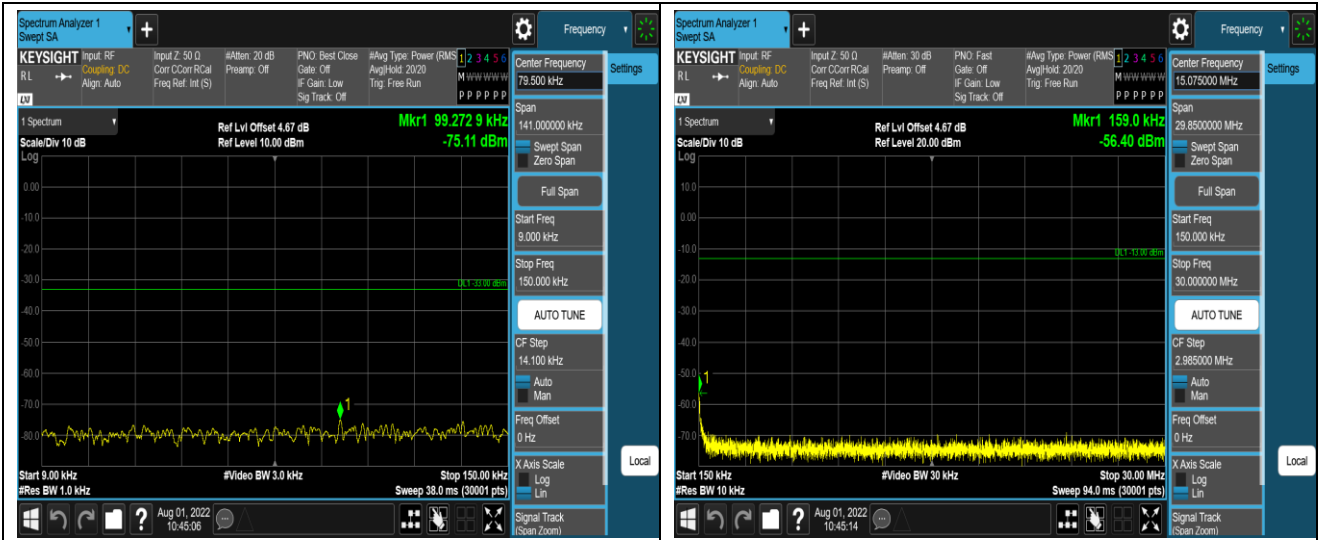 Spectrum Analyzer 1
Swept SA
+
Frequency
KEYSIGHT
RL
LXI
Input: RF
Coupling: DC
Align: Auto
Input Z: 50 Ω
Corr CCorr RCal
Freq Ref: Int (S)
#Atten: 20 dB
Preamp: Off
PNO: Best Close
Gate: Off
IF Gain: Low
Sig Track: Off
#Avg Type: Power (RMS
Avg|Hold: 20/20
Trig: Free Run
1 2 3 4 5 6
M W W W W W
P P P P P P
Center Frequency
79.500 kHz
Settings
Span
141.000000 kHz
Swept Span
Zero Span
Full Span
Start Freq
9.000 kHz
Stop Freq
150.000 kHz
AUTO TUNE
CF Step
14.100 kHz
Auto
Man
Freq Offset
0 Hz
X Axis Scale
Log
Lin
Signal Track
(Span Zoom)
Local
1 Spectrum
Scale/Div 10 dB
Log
Ref Lvl Offset 4.67 dB
Ref Level 10.00 dBm
Mkr1 99.272 9 kHz
-75.11 dBm
0.00
-10.0
-20.0
-30.0
DL1 -33.00 dBm
-40.0
-50.0
-60.0
-70.0
1
-80.0
Start 9.00 kHz
#Video BW 3.0 kHz
Stop 150.00 kHz
#Res BW 1.0 kHz
Sweep 38.0 ms (30001 pts)
?
Aug 01, 2022
10:45:06
Spectrum Analyzer 1
Swept SA
+
Frequency
KEYSIGHT
RL
LXI
Input: RF
Coupling: DC
Align: Auto
Input Z: 50 Ω
Corr CCorr RCal
Freq Ref: Int (S)
#Atten: 30 dB
Preamp: Off
PNO: Fast
Gate: Off
IF Gain: Low
Sig Track: Off
#Avg Type: Power (RMS
Avg|Hold: 20/20
Trig: Free Run
1 2 3 4 5 6
M W W W W W
P P P P P P
Center Frequency
15.075000 MHz
Settings
Span
29.8500000 MHz
Swept Span
Zero Span
Full Span
Start Freq
150.000 kHz
Stop Freq
30.000000 MHz
AUTO TUNE
CF Step
2.985000 MHz
Auto
Man
Freq Offset
0 Hz
X Axis Scale
Log
Lin
Signal Track
(Span Zoom)
Local
1 Spectrum
Scale/Div 10 dB
Log
Ref Lvl Offset 4.67 dB
Ref Level 20.00 dBm
Mkr1 159.0 kHz
-56.40 dBm
10.0
0.00
-10.0
DL1 -13.00 dBm
-20.0
-30.0
-40.0
-50.0
1
-60.0
-70.0
Start 150 kHz
#Video BW 30 kHz
Stop 30.00 MHz
#Res BW 10 kHz
Sweep 94.0 ms (30001 pts)
?
Aug 01, 2022
10:45:14